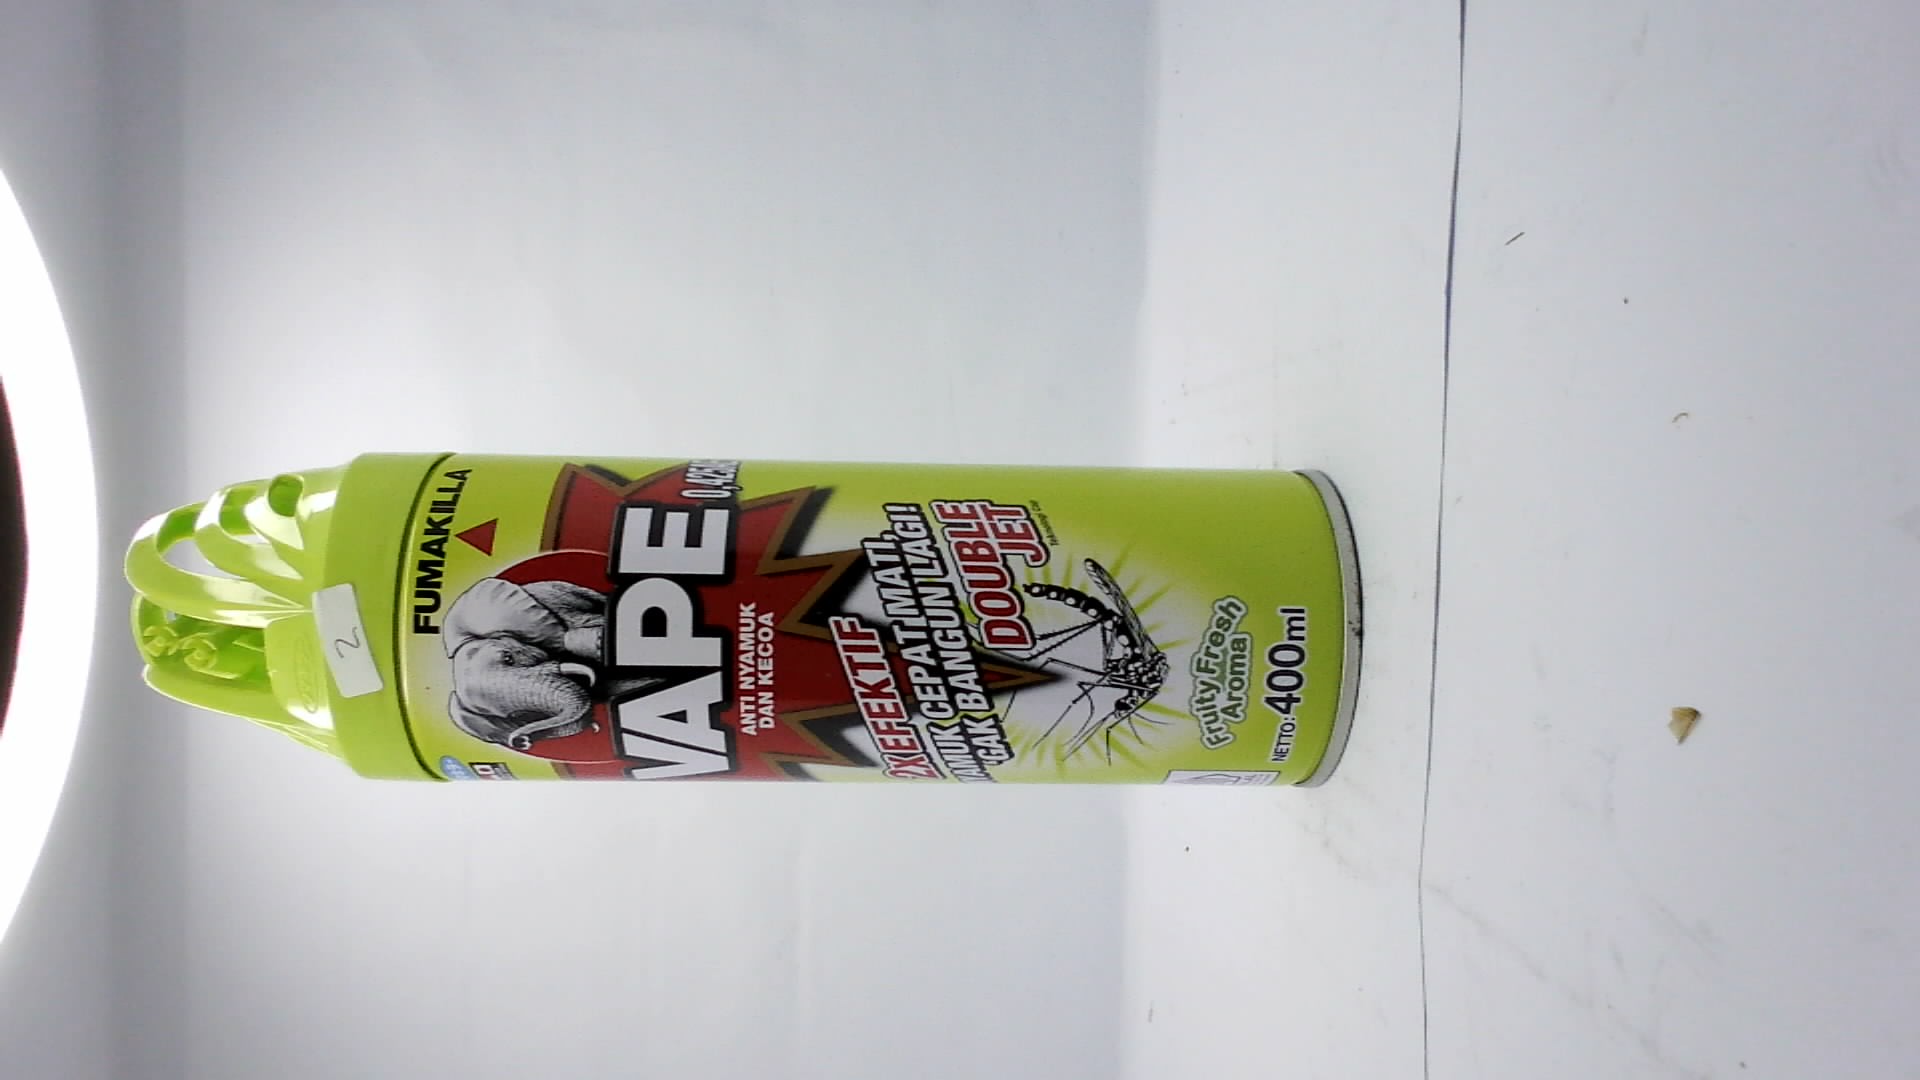 2
FUMAKILLA
VAPE
ANTI NYAMUK
DAN KECOA
2X EFEKTIF
CEPAT MATI,
GAK BANGUN LAGI!
DOUBLE
JET
Fruity Fresh
Aroma
NETTO: 400ml